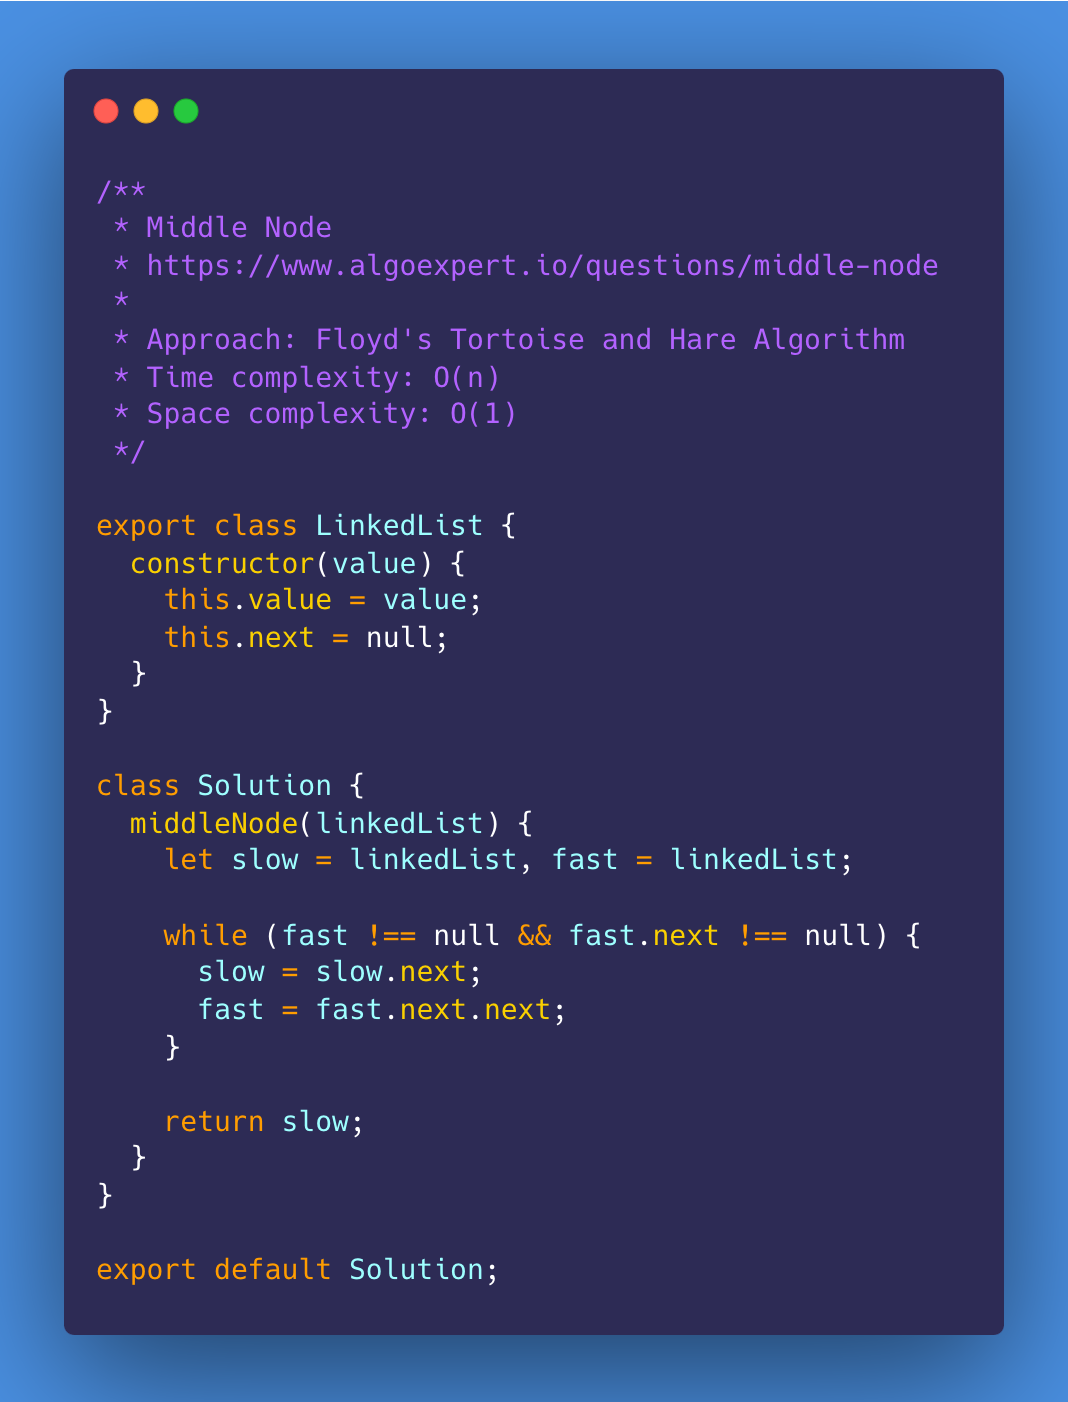 /**
 * Middle Node
 * https://www.algoexpert.io/questions/middle-node
 *
 * Approach: Floyd's Tortoise and Hare Algorithm
 * Time complexity: O(n)
 * Space complexity: O(1)
 */

export class LinkedList {
  constructor(value) {
    this.value = value;
    this.next = null;
  }
}

class Solution {
  middleNode(linkedList) {
    let slow = linkedList, fast = linkedList;

    while (fast !== null && fast.next !== null) {
      slow = slow.next;
      fast = fast.next.next;
    }

    return slow;
  }
}

export default Solution;